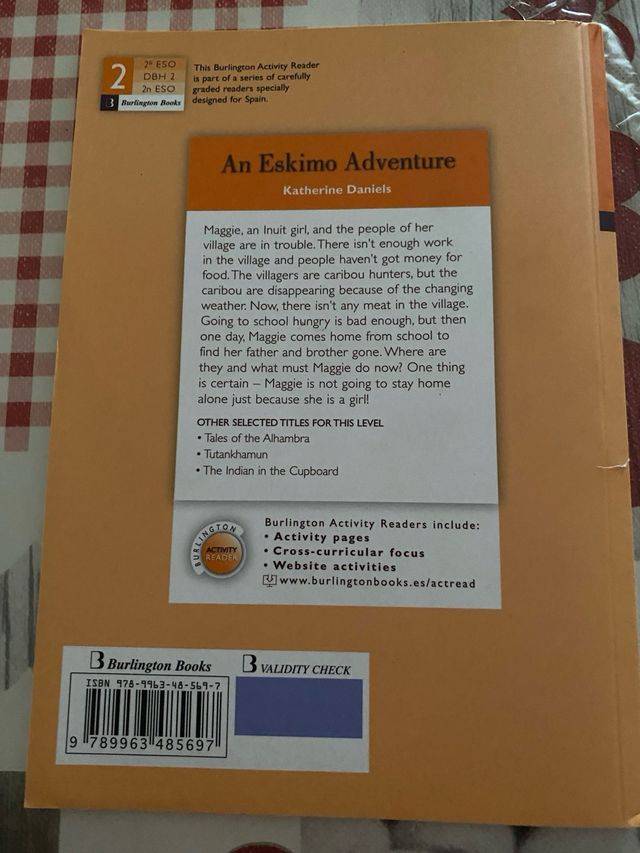 2
2º ESO
DBH 2
2n ESO
B Burlington Books
This Burlington Activity Reader
is part of a series of carefully
graded readers specially
designed for Spain.
An Eskimo Adventure
Katherine Daniels
Maggie, an Inuit girl, and the people of her
village are in trouble. There isn't enough work
in the village and people haven't got money for
food. The villagers are caribou hunters, but the
caribou are disappearing because of the changing
weather. Now, there isn't any meat in the village.
Going to school hungry is bad enough, but then
one day, Maggie comes home from school to
find her father and brother gone. Where are
they and what must Maggie do now? One thing
is certain – Maggie is not going to stay home
alone just because she is a girl!
OTHER SELECTED TITLES FOR THIS LEVEL
• Tales of the Alhambra
• Tutankhamun
• The Indian in the Cupboard
BURLINGTON
ACTIVITY
READER
Burlington Activity Readers include:
• Activity pages
• Cross-curricular focus
• Website activities
www.burlingtonbooks.es/actread
B Burlington Books
B VALIDITY CHECK
ISBN 978-9963-48-569-7
9 789963 485697